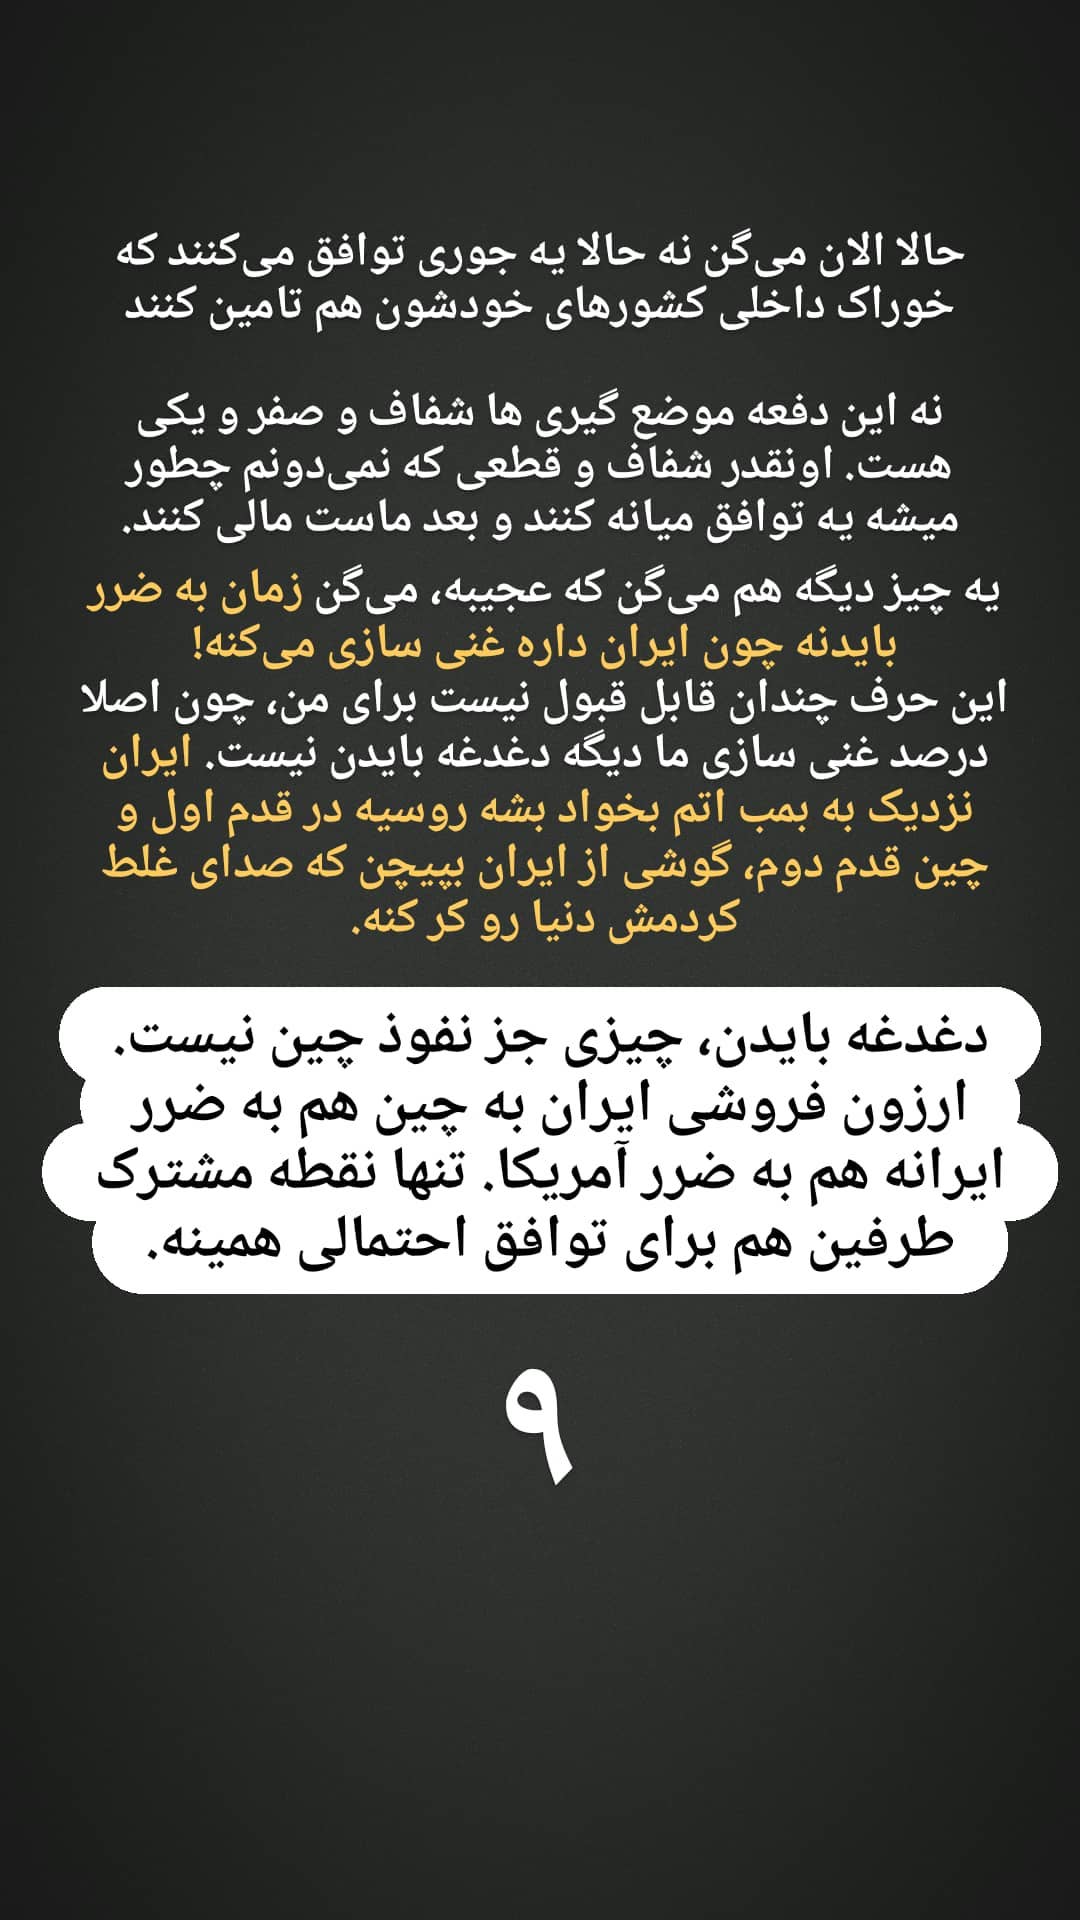 حالا الان می‌گن نه حالا یه جوری توافق می‌کنند که
خوراک داخلی کشورهای خودشون هم تامین کنند
نه این دفعه موضع گیری ها شفاف و صفر و یکی
هست. اونقدر شفاف و قطعی که نمی‌دونم چطور
میشه یه توافق میانه کنند و بعد ماست مالی کنند.
یه چیز دیگه هم می‌گن که عجیبه، می‌گن زمان به ضرر
بایدنه چون ایران داره غنی سازی می‌کنه!
این حرف چندان قابل قبول نیست برای من، چون اصلا
درصد غنی سازی ما دیگه دغدغه بایدن نیست. ایران
نزدیک به بمب اتم بخواد بشه روسیه در قدم اول و
چین قدم دوم، گوشی از ایران بپیچن که صدای غلط
کردمش دنیا رو کر کنه.
دغدغه بایدن، چیزی جز نفوذ چین نیست.
ارزون فروشی ایران به چین هم به ضرر
ایرانه هم به ضرر آمریکا. تنها نقطه مشترک
طرفین هم برای توافق احتمالی همینه.
۹